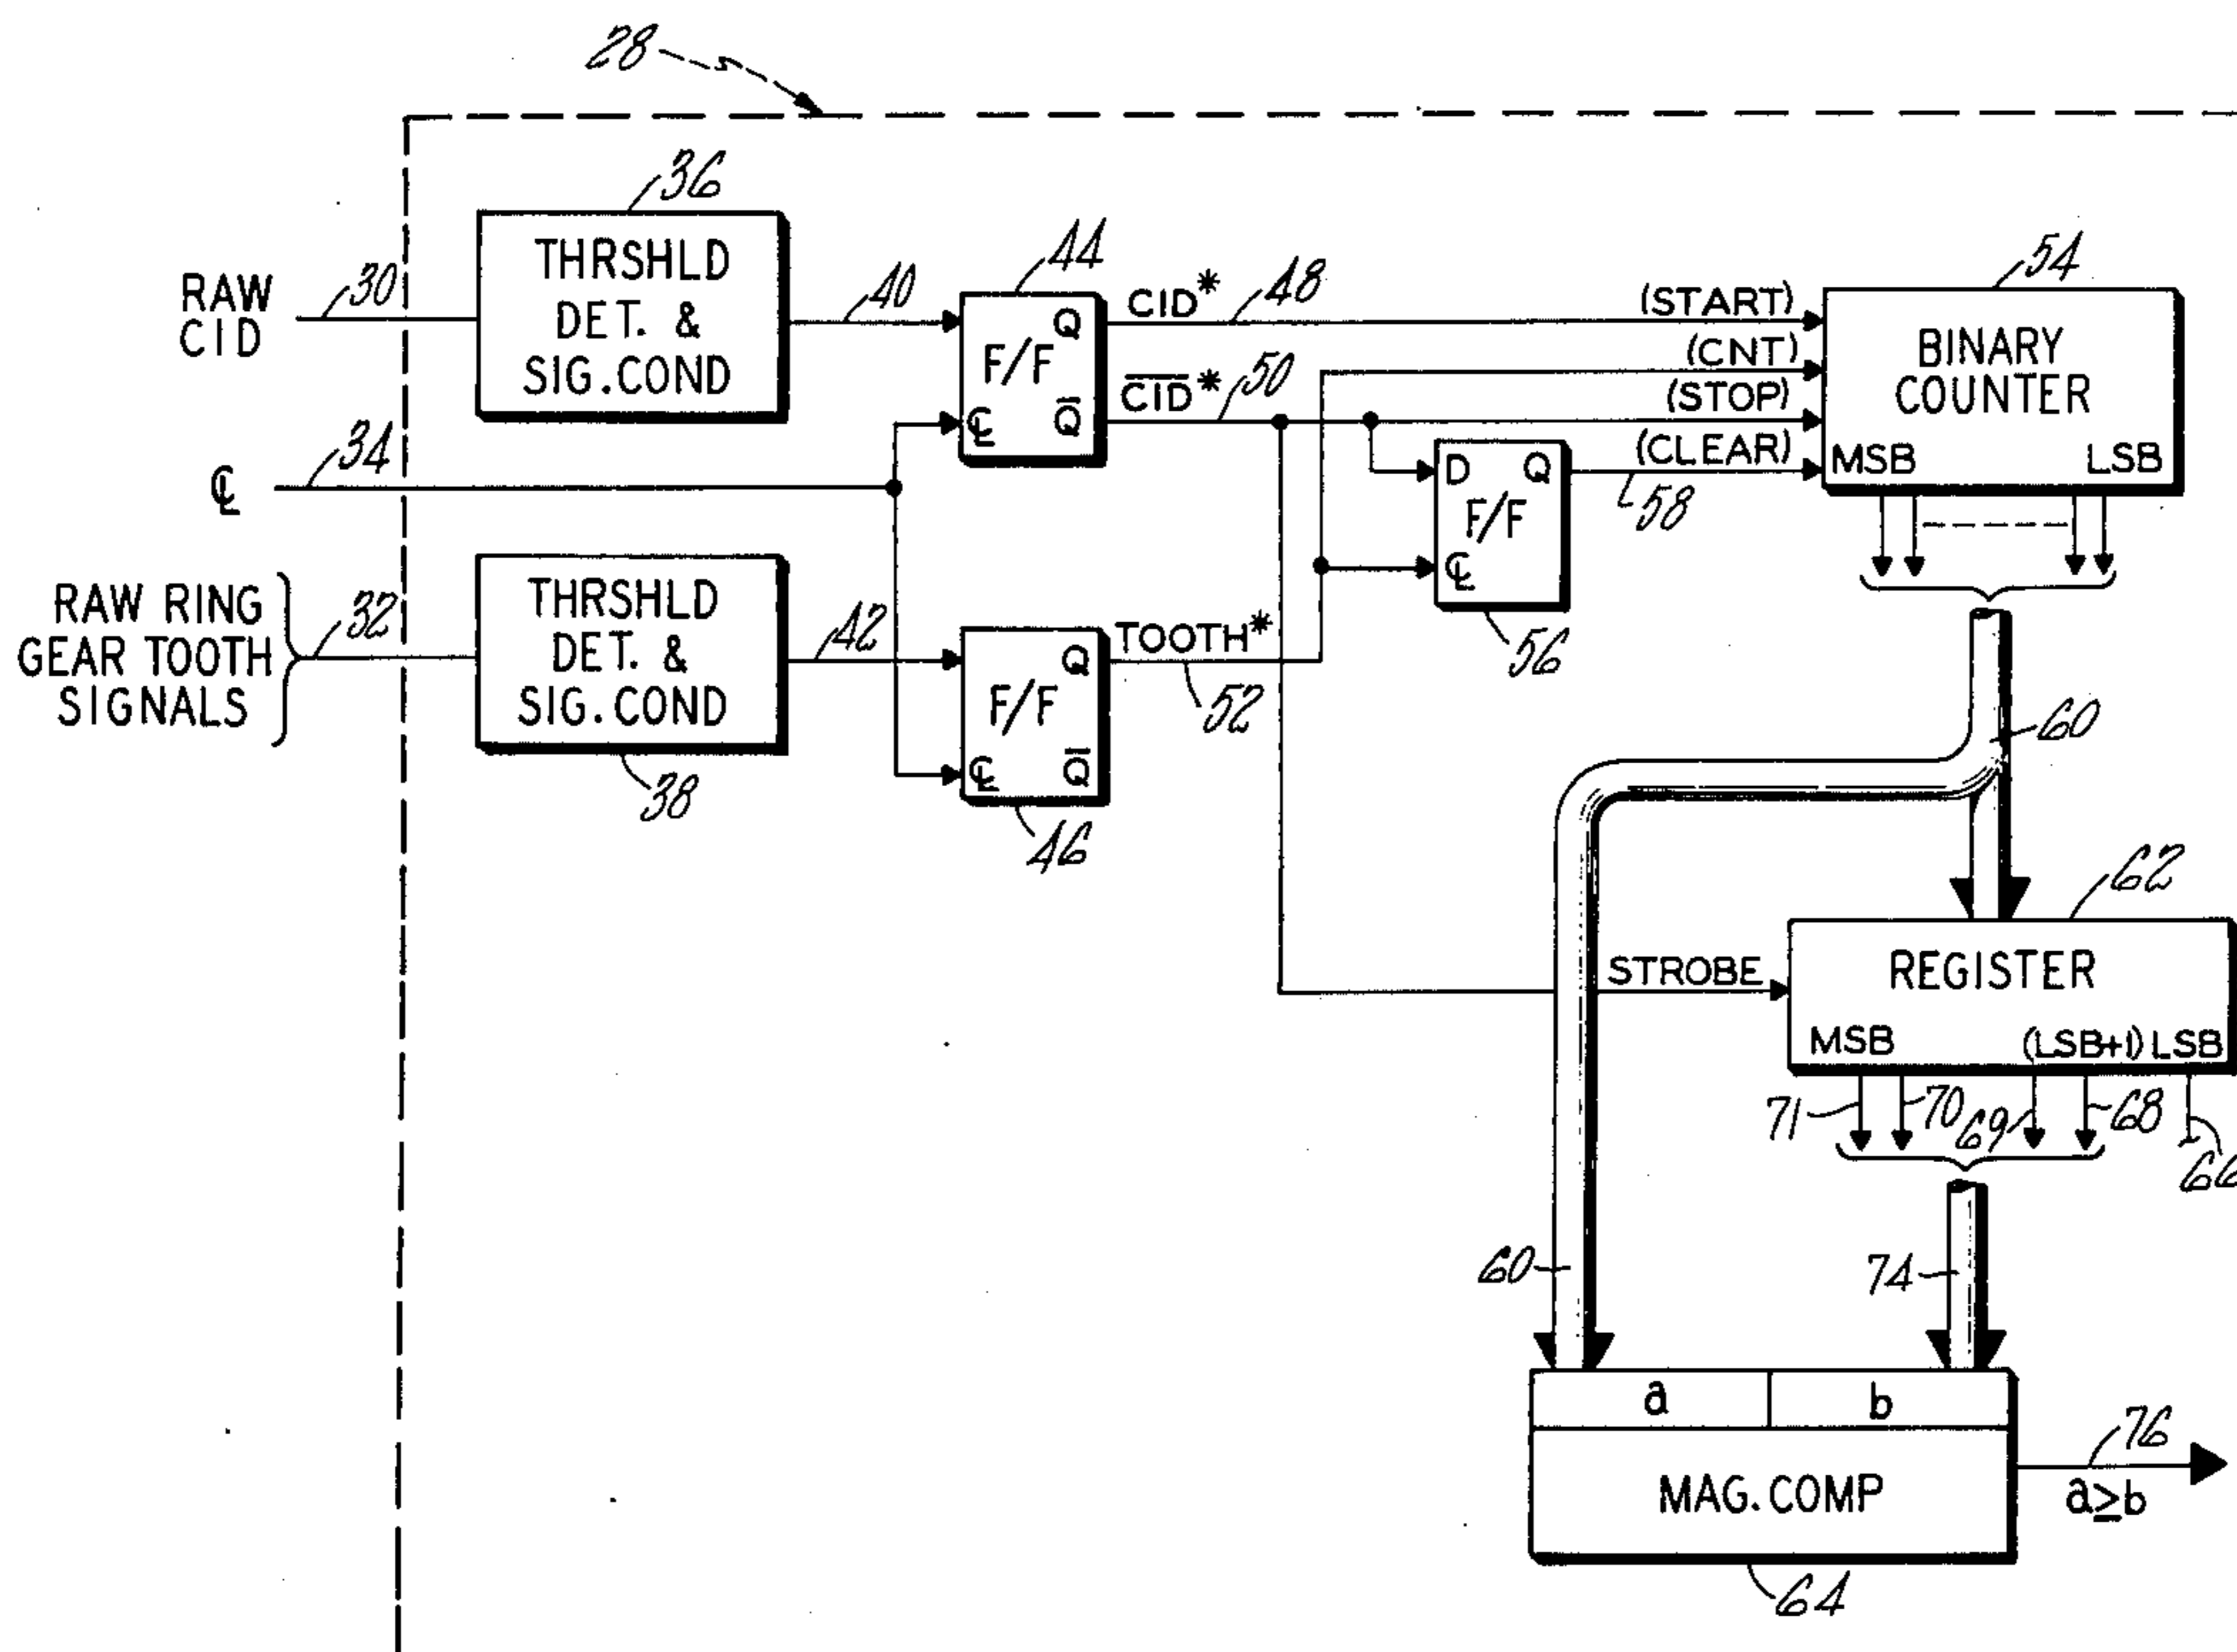 28
36
THRSHLD
DET. &
SIG.COND
RAW
CID
30
40
44
Q
F/F
℄ Q̅
CID*
48
C̅I̅D̅*
50
(START)
(CNT)
(STOP)
(CLEAR)
54
BINARY
COUNTER
MSB LSB
℄
34
D Q
F/F
℄
56
58
RAW RING
GEAR TOOTH
SIGNALS
32
THRSHLD
DET. &
SIG.COND
38
42
Q
F/F
℄ Q̅
46
TOOTH*
52
60
62
STROBE
REGISTER
MSB (LSB+1) LSB
71
70
69
68
60
74
a b
MAG.COMP
64
76
a≥b